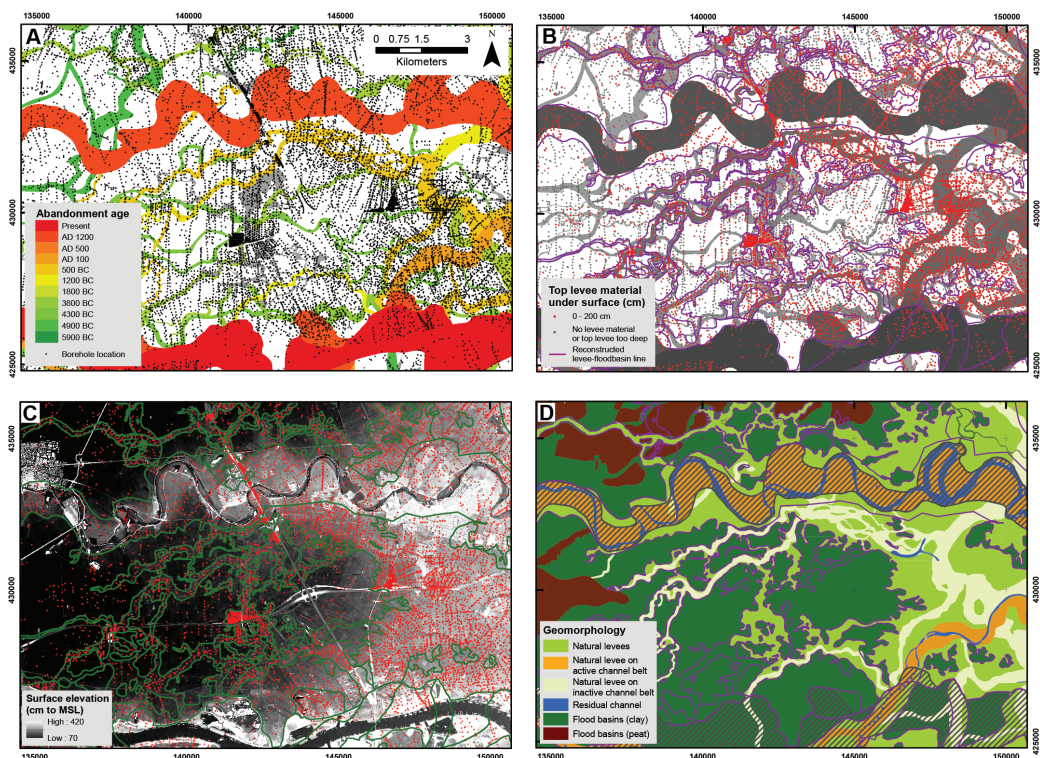 135000 140000 145000 150000
140000 145000 150000
A
0 0.75 1.5 3
Kilometers
N
B
435000
430000
425000
Abandonment age
Present
AD 1200
AD 500
AD 100
500 BC
1200 BC
1800 BC
3800 BC
4300 BC
4900 BC
5900 BC
Borehole location
Top levee material
under surface (cm)
0 - 200 cm
No levee material
or top levee too deep
Reconstructed
levee-floodbasin line
435000
430000
425000
C
D
435000
430000
Surface elevation
(cm to MSL)
High : 420
Low : 70
Geomorphology
Natural levees
Natural levee on
active channel belt
Natural levee on
inactive channel belt
Residual channel
Flood basins (clay)
Flood basins (peat)
435000
430000
425000
135000 140000 145000 150000
140000 145000 150000